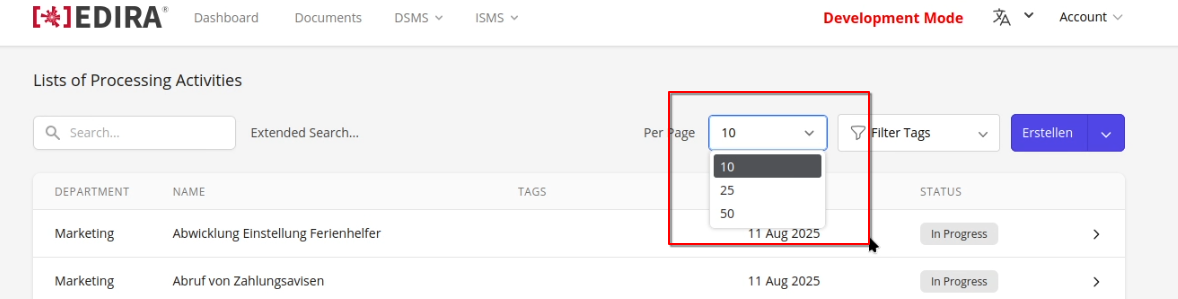 [*]EDIRA® Dashboard Documents DSMS ISMS Development Mode Account
Lists of Processing Activities
Search... Extended Search... Per Page 10 Filter Tags Erstellen
10
25
50
DEPARTMENT NAME TAGS STATUS
Marketing Abwicklung Einstellung Ferienhelfer 11 Aug 2025 In Progress
Marketing Abruf von Zahlungsavisen 11 Aug 2025 In Progress